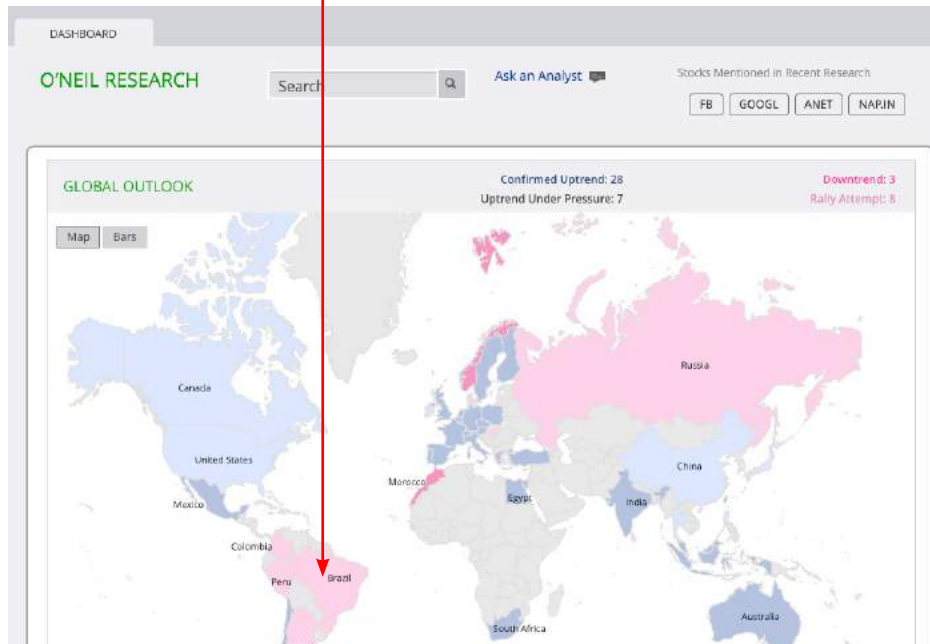 DASHBOARD
O'NEIL RESEARCH
Search
Ask an Analyst
Stocks Mentioned in Recent Research
FB
GOOGL
ANET
NAP.IN
GLOBAL OUTLOOK
Confirmed Uptrend: 28
Uptrend Under Pressure: 7
Downtrend: 3
Rally Attempt: 8
Map
Bars
Canada
Russia
United States
China
Morocco
Mexico
Egypt
India
Colombia
Peru
Brazil
South Africa
Australia